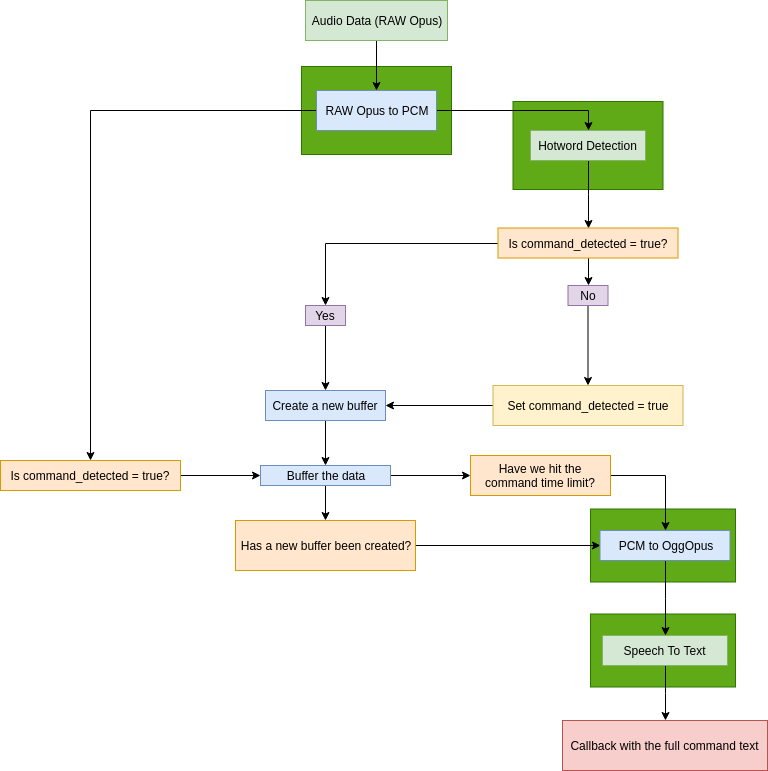 Audio Data (RAW Opus)
RAW Opus to PCM
Hotword Detection
Is command_detected = true?
No
Yes
Create a new buffer
Set command_detected = true
Is command_detected = true?
Buffer the data
Have we hit the
command time limit?
Has a new buffer been created?
PCM to OggOpus
Speech To Text
Callback with the full command text